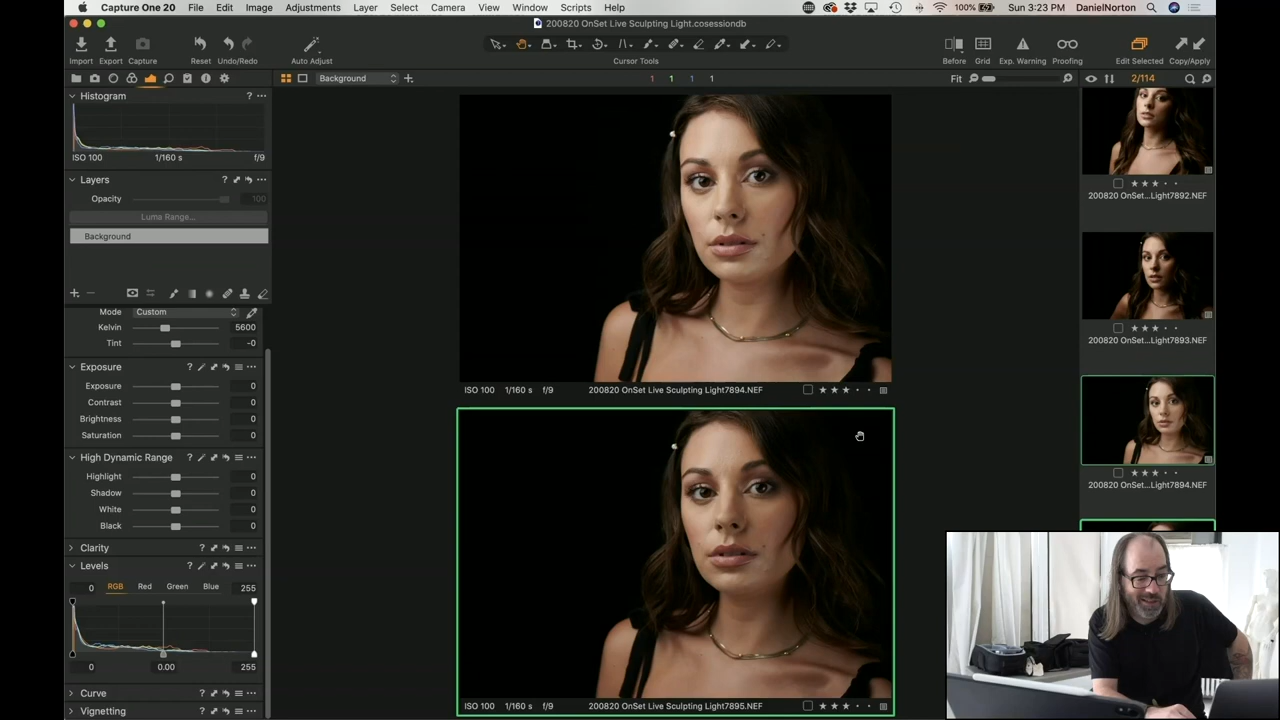 Capture One 20 File Edit Image Adjustments Layer Select Camera View Window Scripts Help 100% Sun 3:23 PM DanielNorton
200820 OnSet Live Sculpting Light.cosessiondb
Import Export Capture Reset Undo/Redo Auto Adjust Cursor Tools Before Grid Exp. Warning Proofing Edit Selected Copy/Apply
Background 1 1 1 1 Fit 2/114
Histogram
ISO 100 1/160 s f/9
Layers
Opacity 100
Luma Range...
Background
Mode Custom
Kelvin 5600
Tint -0
Exposure
Exposure 0
Contrast 0
Brightness 0
Saturation 0
High Dynamic Range
Highlight 0
Shadow 0
White 0
Black 0
Clarity
Levels
0 RGB Red Green Blue 255
0 0.00 255
Curve
Vignetting
ISO 100 1/160 s f/9 200820 OnSet Live Sculpting Light7894.NEF
ISO 100 1/160 s f/9 200820 OnSet Live Sculpting Light7895.NEF
200820 OnSet...Light7892.NEF
200820 OnSet...Light7893.NEF
200820 OnSet...Light7894.NEF